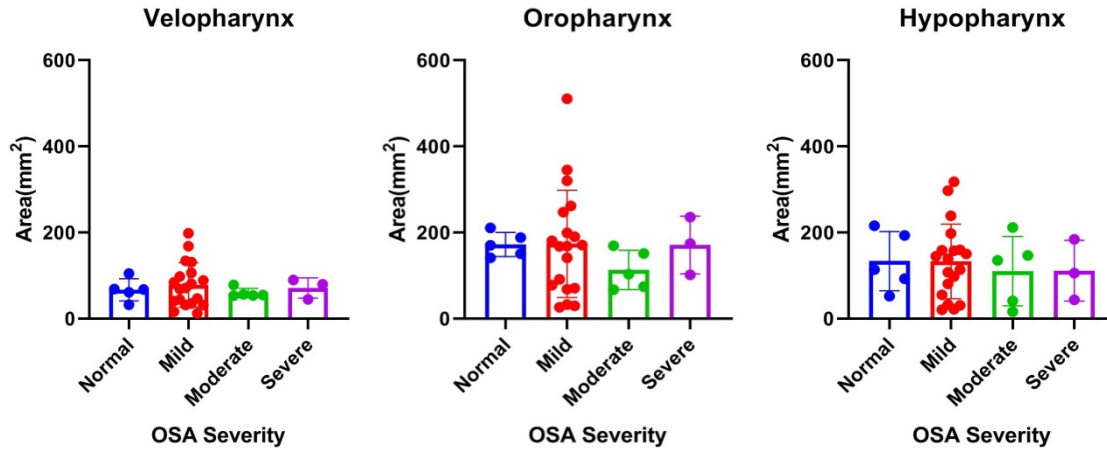 Velopharynx
Area(mm²)
600
400
200
0
Normal
Mild
Moderate
Severe
OSA Severity
Oropharynx
Area(mm²)
600
400
200
0
Normal
Mild
Moderate
Severe
OSA Severity
Hypopharynx
Area(mm²)
600
400
200
0
Normal
Mild
Moderate
Severe
OSA Severity